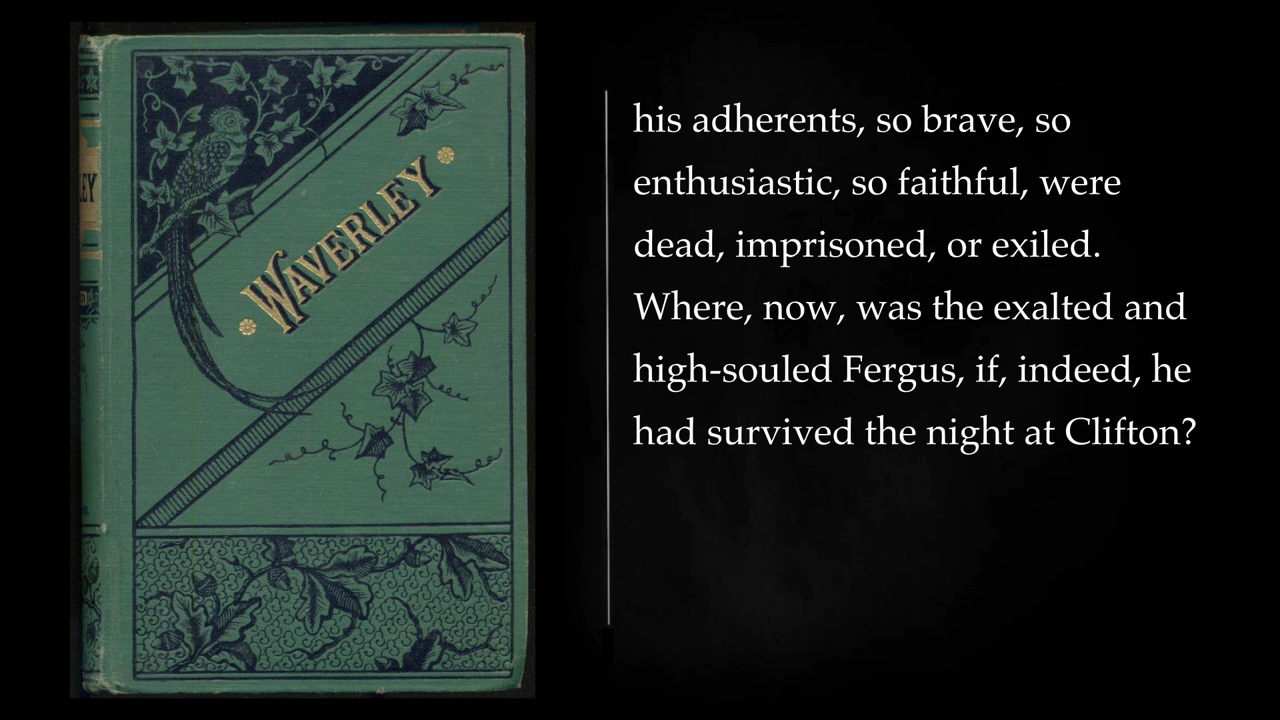 WAVERLEY
EY
his adherents, so brave, so
enthusiastic, so faithful, were
dead, imprisoned, or exiled.
Where, now, was the exalted and
high-souled Fergus, if, indeed, he
had survived the night at Clifton?